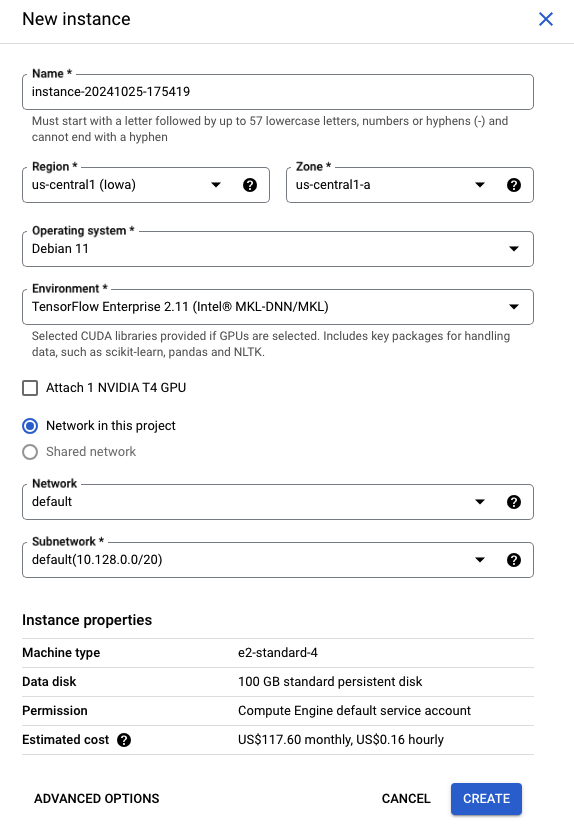 New instance
Name *
instance-20241025-175419
Must start with a letter followed by up to 57 lowercase letters, numbers or hyphens (-) and
cannot end with a hyphen
Region *
us-central1 (Iowa)
Zone *
us-central1-a
Operating system *
Debian 11
Environment *
TensorFlow Enterprise 2.11 (Intel® MKL-DNN/MKL)
Selected CUDA libraries provided if GPUs are selected. Includes key packages for handling
data, such as scikit-learn, pandas and NLTK.
Attach 1 NVIDIA T4 GPU
Network in this project
Shared network
Network
default
Subnetwork *
default(10.128.0.0/20)
Instance properties
Machine type e2-standard-4
Data disk 100 GB standard persistent disk
Permission Compute Engine default service account
Estimated cost US$117.60 monthly, US$0.16 hourly
ADVANCED OPTIONS CANCEL CREATE